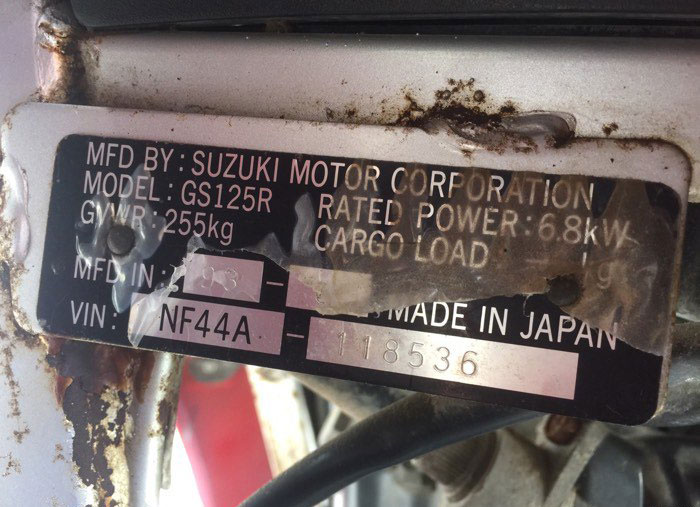 MFD BY : SUZUKI MOTOR CORPORATION
MODEL : GS125R RATED POWER : 6.8kW
GVWR : 255kg CARGO LOAD
MFD IN : 93 -
MADE IN JAPAN
VIN : NF44A - 118536